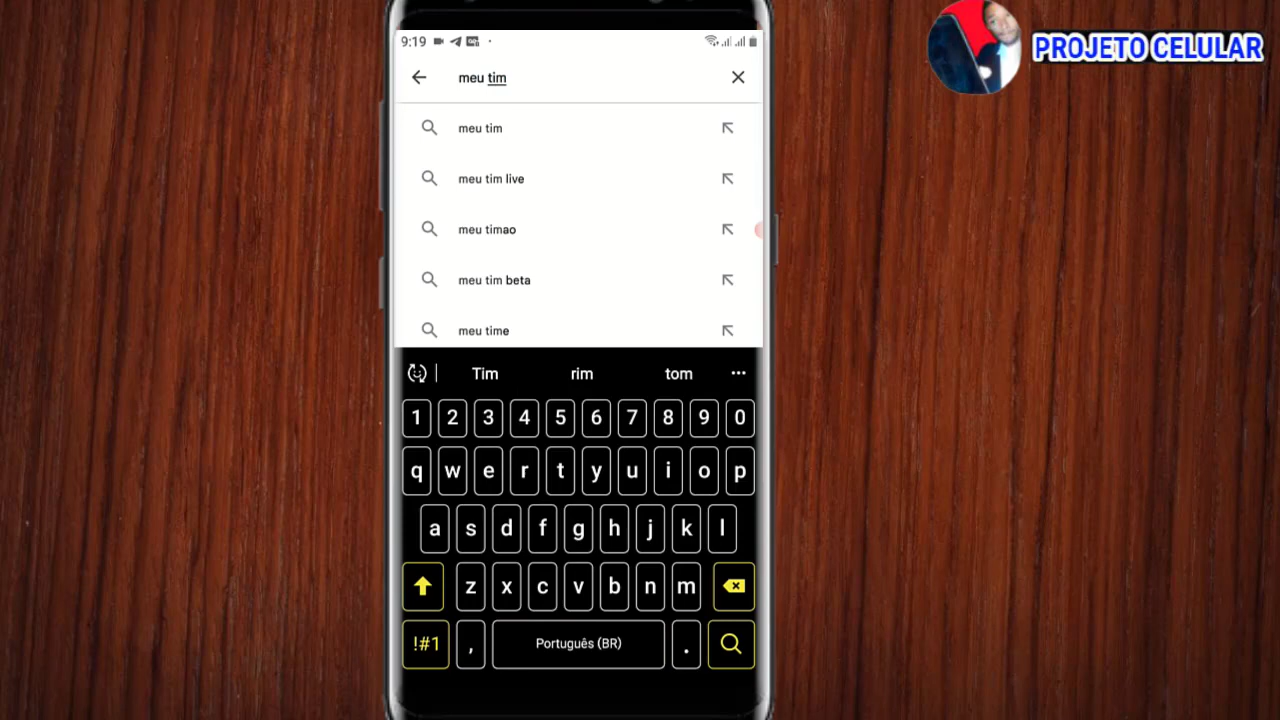 PROJETO CELULAR
9:19
meu tim
meu tim
meu tim live
meu timao
meu tim beta
meu time
Tim rim tom
1 2 3 4 5 6 7 8 9 0
q w e r t y u i o p
a s d f g h j k l
z x c v b n m
!#1 , Português (BR) .